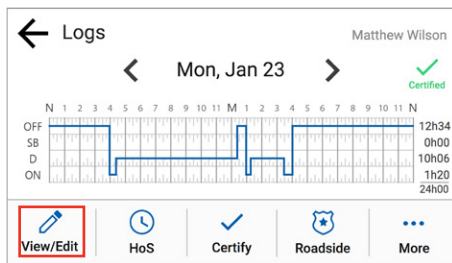 Logs
Matthew Wilson
Mon, Jan 23
Certified
N 1 2 3 4 5 6 7 8 9 10 11 M 1 2 3 4 5 6 7 8 9 10 11 N
OFF 12h34
SB 0h00
D 10h06
ON 1h20
24h00
View/Edit HoS Certify Roadside More